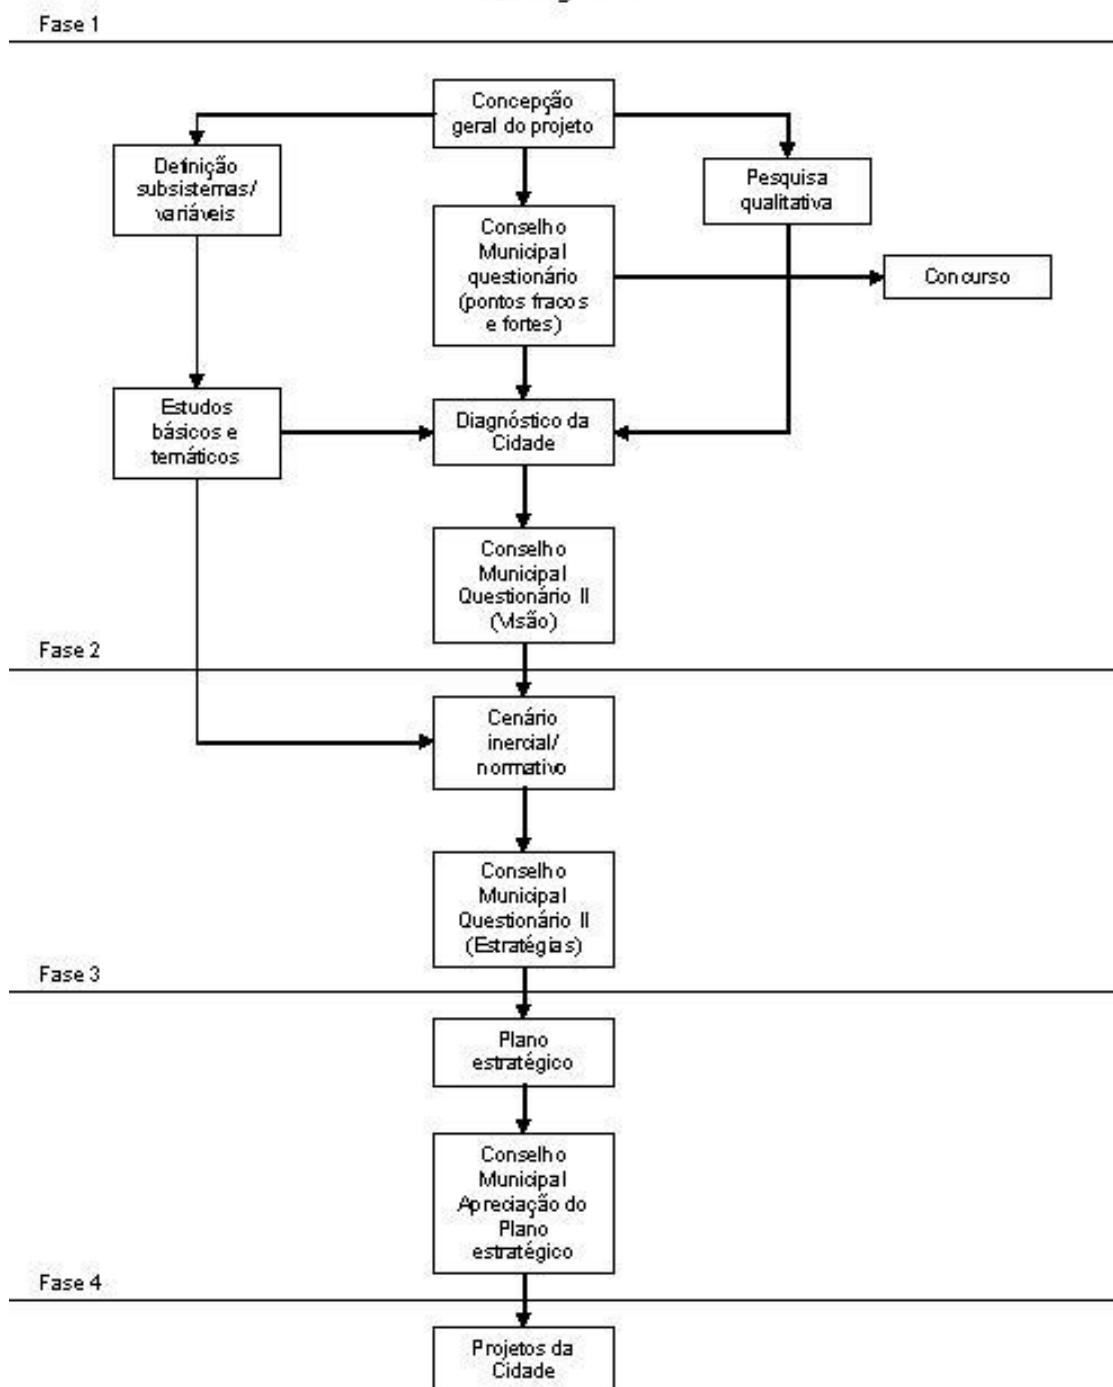 Fase 1
Concepção
geral do projeto
Definição
subsistemas/
variáveis
Pesquisa
qualitativa
Conselho
Municipal
questionário
(pontos fracos
e fortes)
Concurso
Estudos
básicos e
temáticos
Diagnóstico da
Cidade
Conselho
Municipal
Questionário II
(Visão)
Fase 2
Cenário
inercial/
normativo
Conselho
Municipal
Questionário II
(Estratégias)
Fase 3
Plano
estratégico
Conselho
Municipal
Apreciação do
Plano
estratégico
Fase 4
Projetos da
Cidade